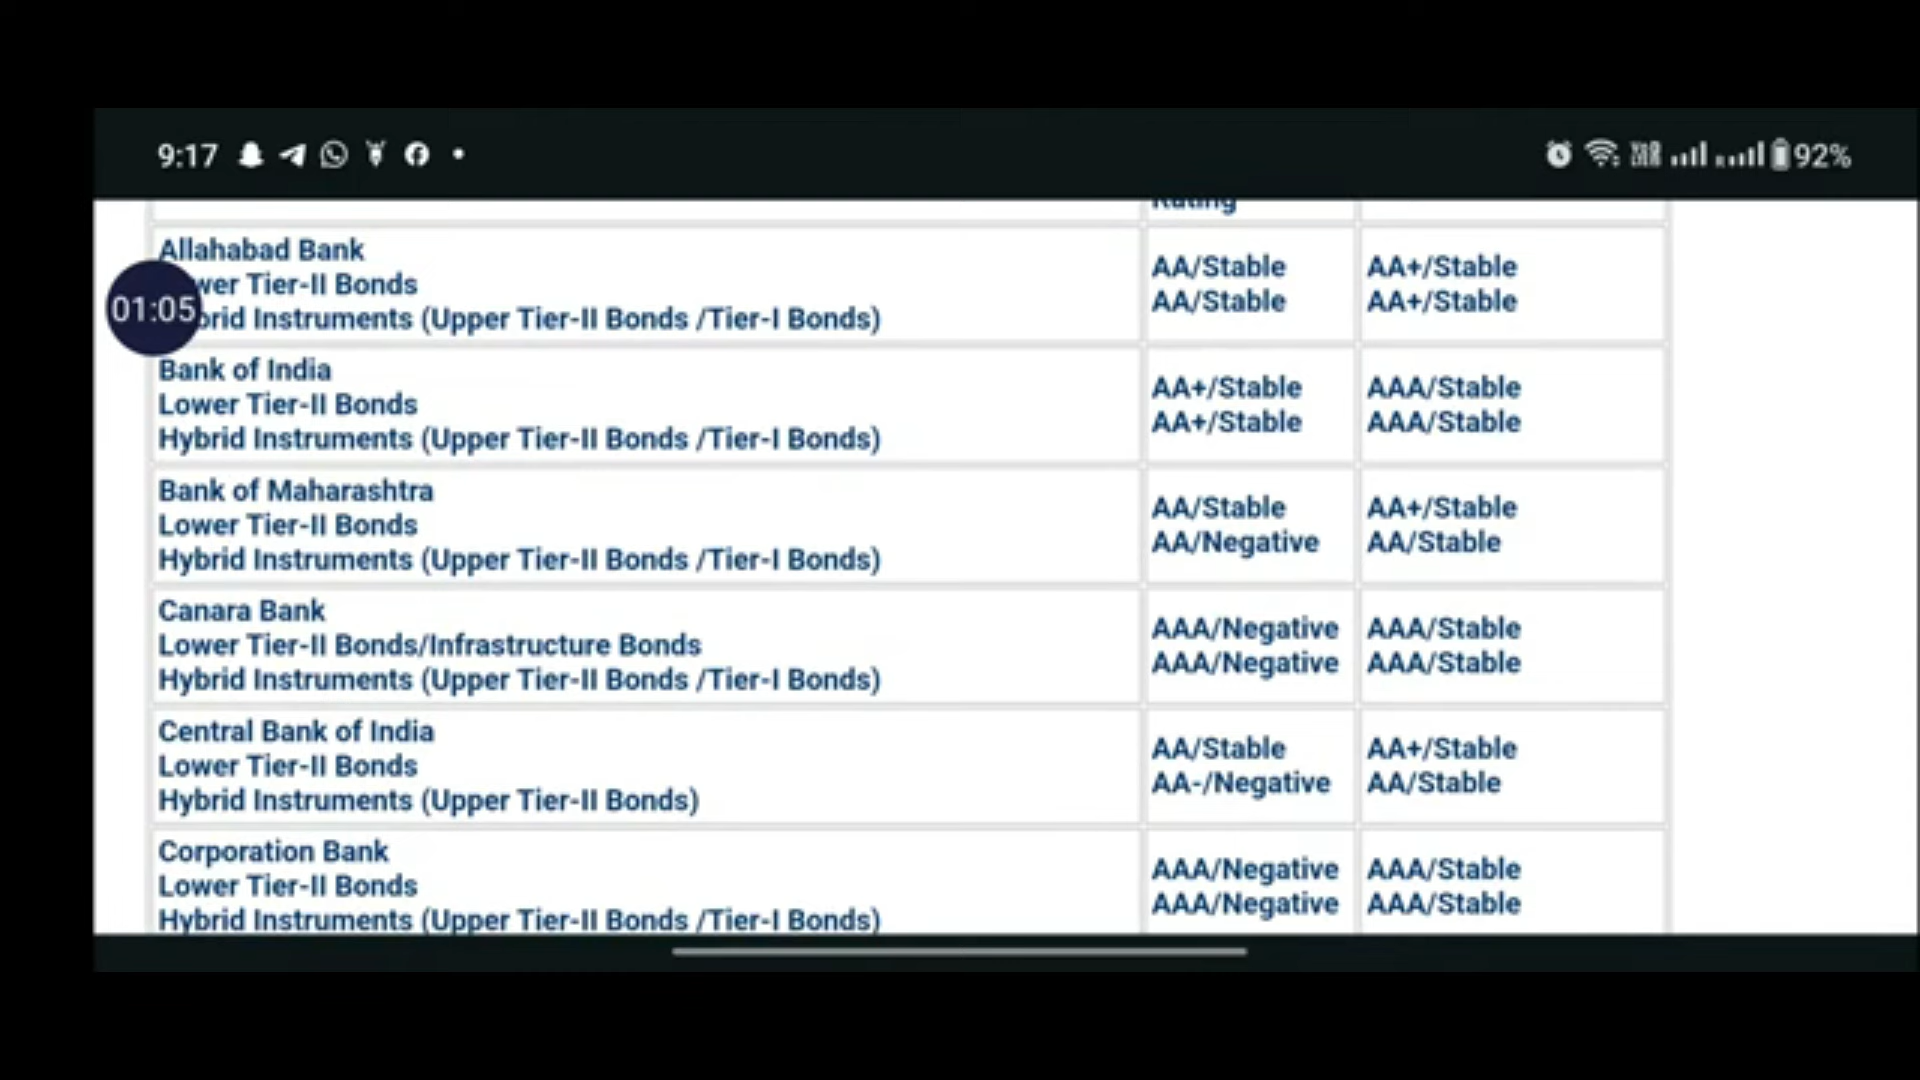 9:17 92%
Rating
Allahabad Bank
wer Tier-II Bonds
brid Instruments (Upper Tier-II Bonds /Tier-I Bonds)
AA/Stable AA+/Stable
AA/Stable AA+/Stable
01:05
Bank of India
Lower Tier-II Bonds
Hybrid Instruments (Upper Tier-II Bonds /Tier-I Bonds)
AA+/Stable AAA/Stable
AA+/Stable AAA/Stable
Bank of Maharashtra
Lower Tier-II Bonds
Hybrid Instruments (Upper Tier-II Bonds /Tier-I Bonds)
AA/Stable AA+/Stable
AA/Negative AA/Stable
Canara Bank
Lower Tier-II Bonds/Infrastructure Bonds
Hybrid Instruments (Upper Tier-II Bonds /Tier-I Bonds)
AAA/Negative AAA/Stable
AAA/Negative AAA/Stable
Central Bank of India
Lower Tier-II Bonds
Hybrid Instruments (Upper Tier-II Bonds)
AA/Stable AA+/Stable
AA-/Negative AA/Stable
Corporation Bank
Lower Tier-II Bonds
Hybrid Instruments (Upper Tier-II Bonds /Tier-I Bonds)
AAA/Negative AAA/Stable
AAA/Negative AAA/Stable